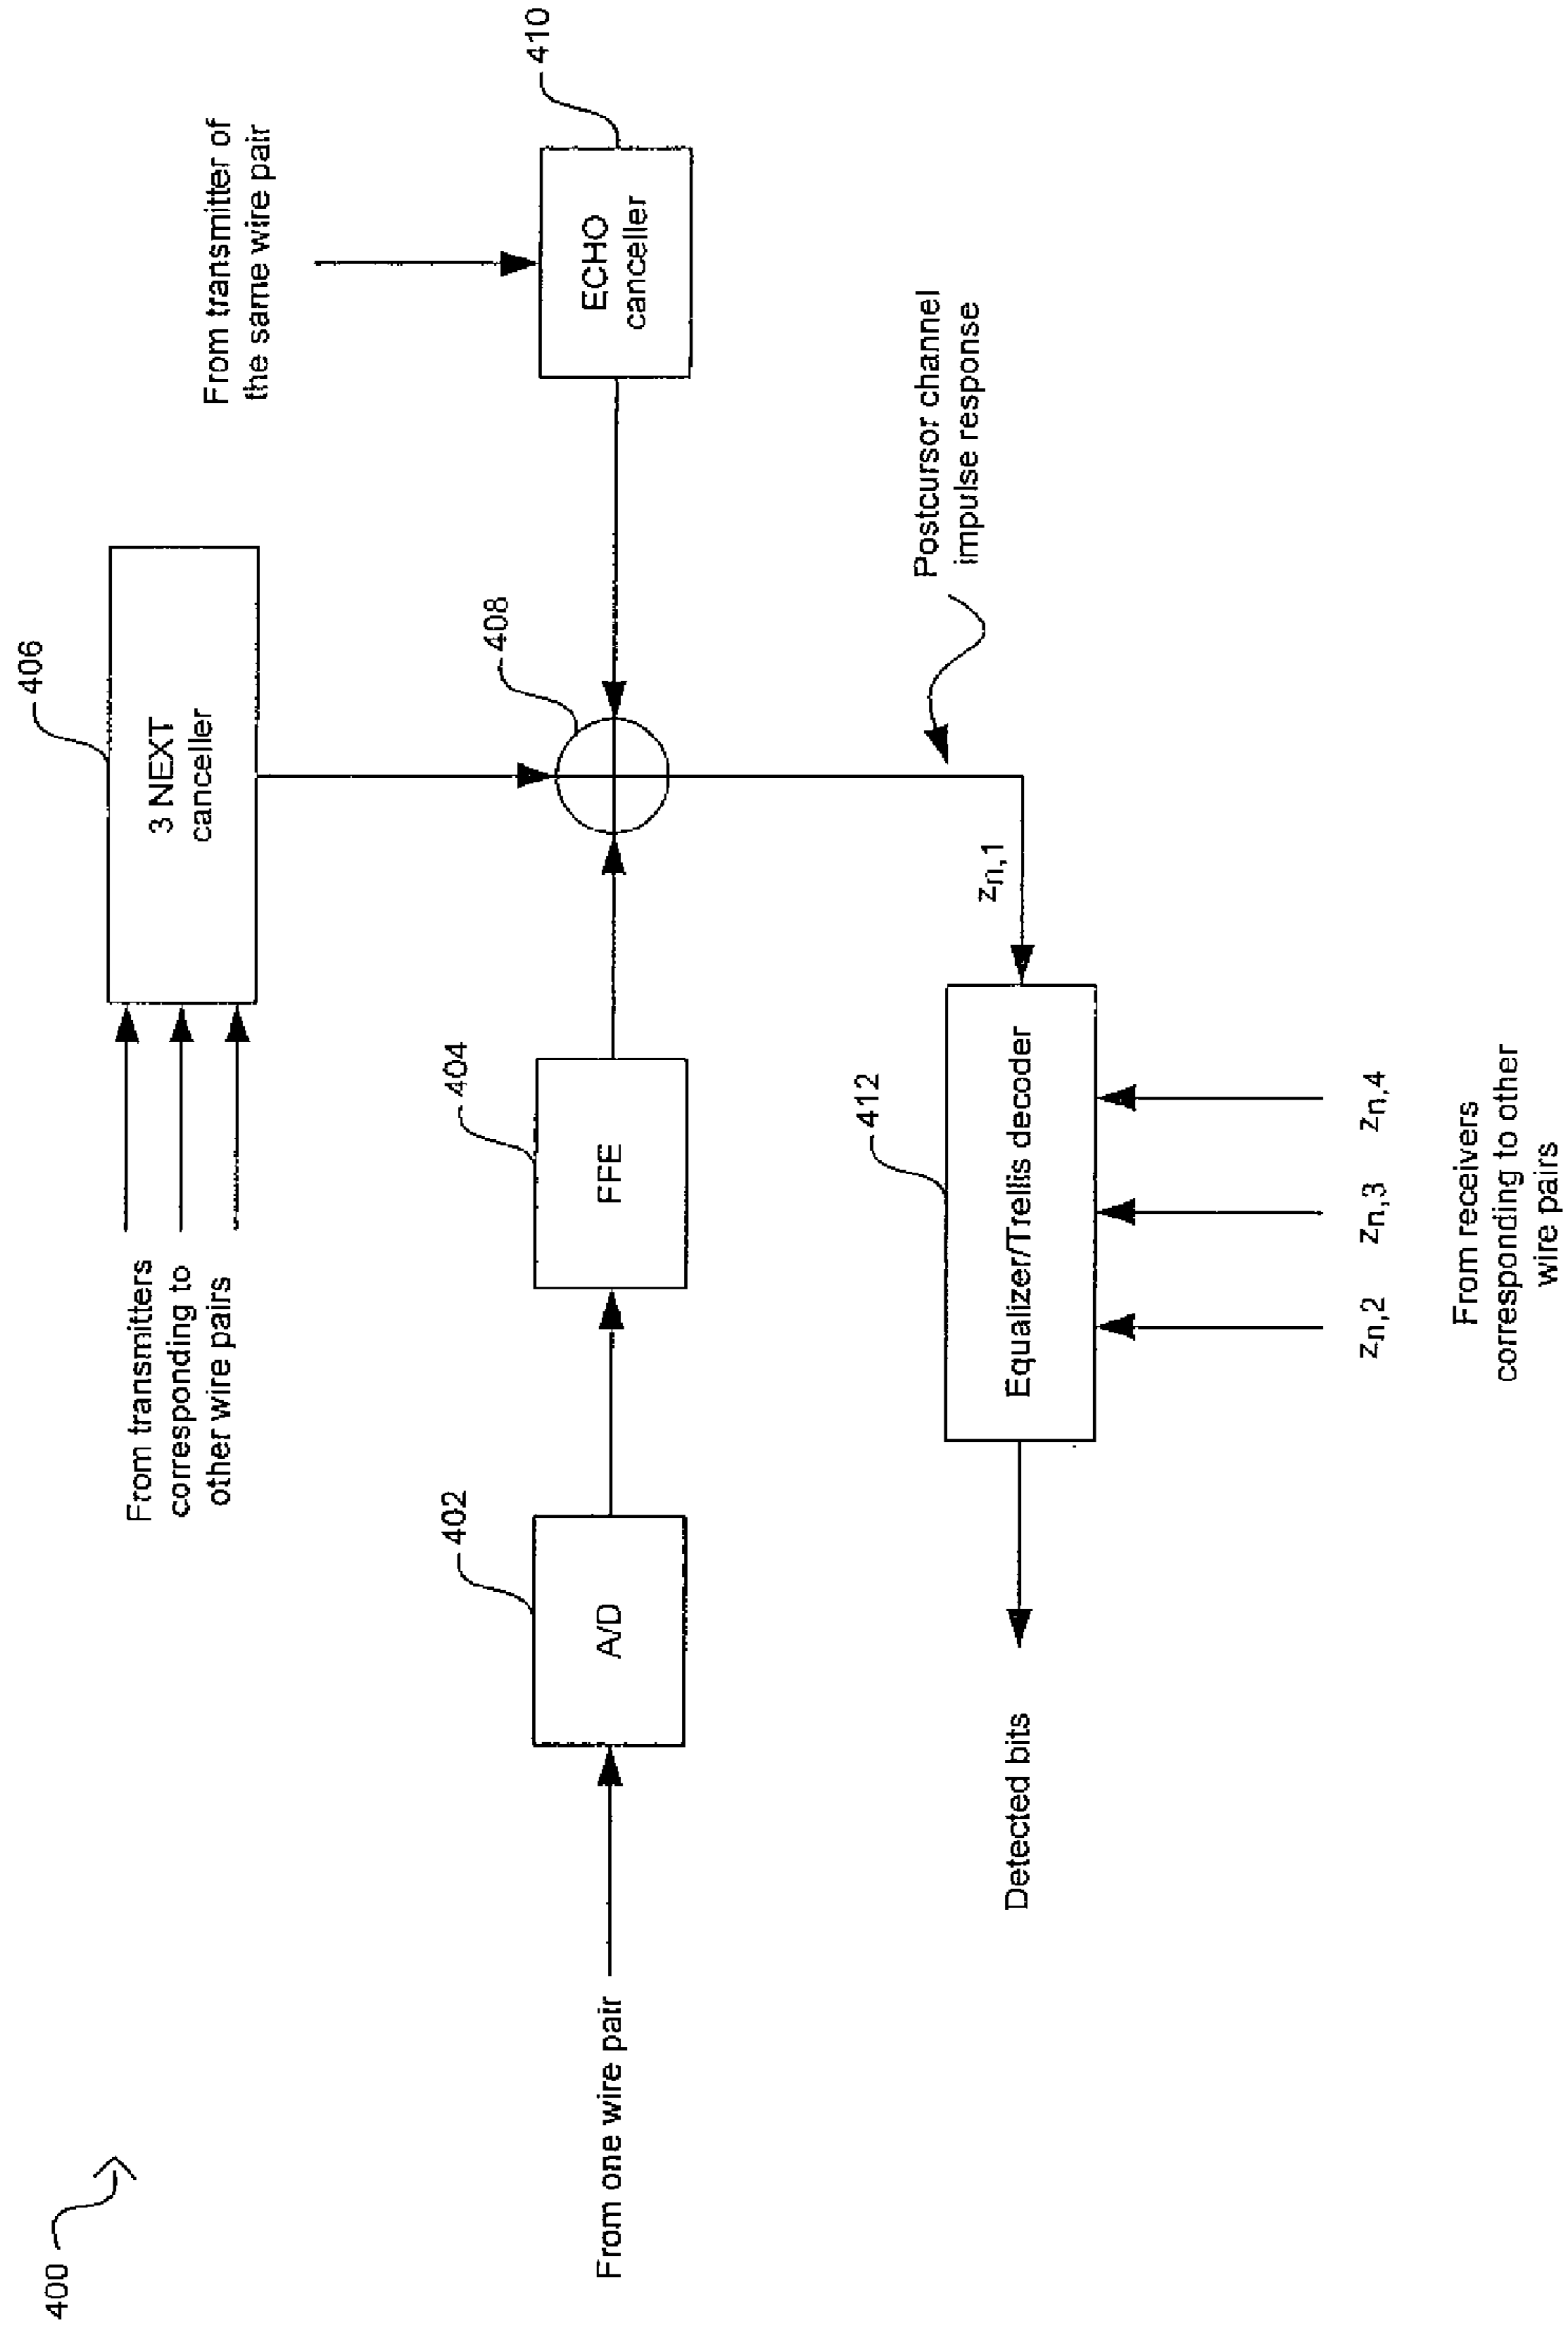 400
From transmitters
corresponding to
other wire pairs
406
3 NEXT
canceller
From transmitter of
the same wire pair
From one wire pair
402
A/D
404
FFE
408
410
ECHO
canceller
Postcursor channel
impulse response
zn,1
Detected bits
412
Equalizer/Trellis decoder
zn,2
zn,3
zn,4
From receivers
corresponding to other
wire pairs